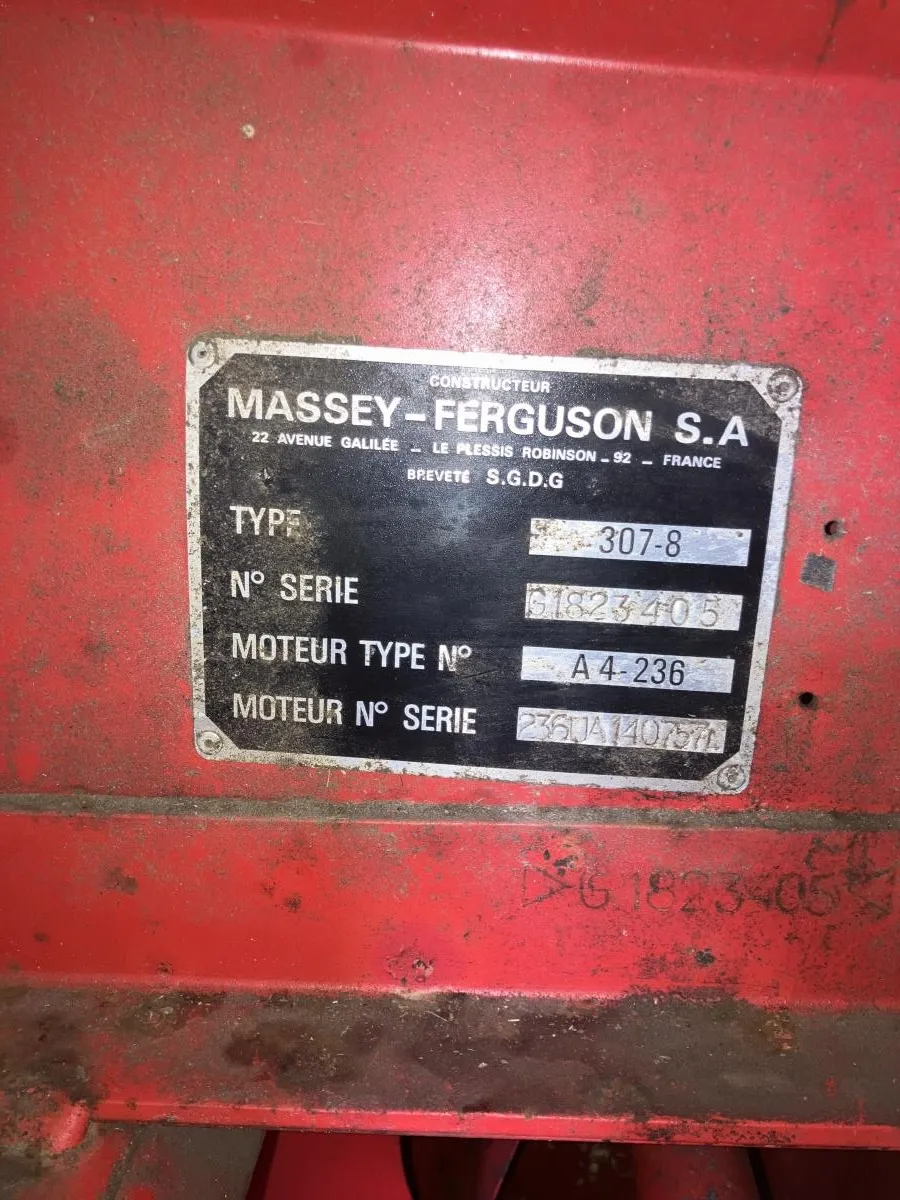 CONSTRUCTEUR
MASSEY-FERGUSON S.A
22 AVENUE GALILÉE - LE PLESSIS ROBINSON - 92 - FRANCE
BREVETÉ S.G.D.G
TYPE 307-8
N° SERIE G1823405
MOTEUR TYPE N° A4-236
MOTEUR N° SERIE
G1823405